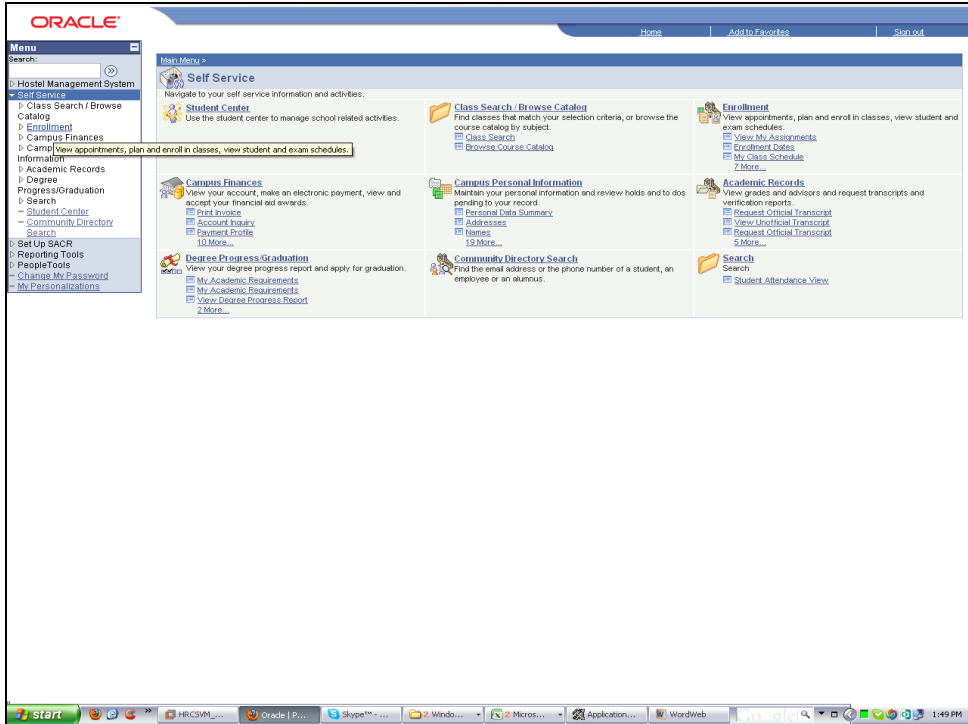 ORACLE
Home
Add to Favorites
Sign out
Menu
Search:
Hostel Management System
Self Service
Class Search / Browse
Catalog
Enrollment
Campus Finances
Camp
View appointments, plan and enroll in classes, view student and exam schedules.
Information
Academic Records
Degree
Progress/Graduation
Search
Student Center
Community Directory
Search
Set Up SACR
Reporting Tools
PeopleTools
Change My Password
My Personalizations
Main Menu >
Self Service
Navigate to your self service information and activities.
Student Center
Use the student center to manage school related activities.
Class Search / Browse Catalog
Find classes that match your selection criteria, or browse the
course catalog by subject.
Class Search
Browse Course Catalog
Enrollment
View appointments, plan and enroll in classes, view student and
exam schedules.
View My Assignments
Enrollment Dates
My Class Schedule
7 More...
Campus Finances
View your account, make an electronic payment, view and
accept your financial aid awards.
Print Invoice
Account Inquiry
Payment Profile
10 More...
Campus Personal Information
Maintain your personal information and review holds and to dos
pending to your record.
Personal Data Summary
Addresses
Names
19 More...
Academic Records
View grades and advisors and request transcripts and
verification reports.
Request Official Transcript
View Unofficial Transcript
Request Official Transcript
5 More...
Degree Progress/Graduation
View your degree progress report and apply for graduation.
My Academic Requirements
My Academic Requirements
View Degree Progress Report
2 More...
Community Directory Search
Find the email address or the phone number of a student, an
employee or an alumnus.
Search
Search
Student Attendance View
start
HRCSVM_...
Oracle | P...
Skype™ - ...
2 Windo...
2 Micros...
Application...
WordWeb
Google
1:49 PM